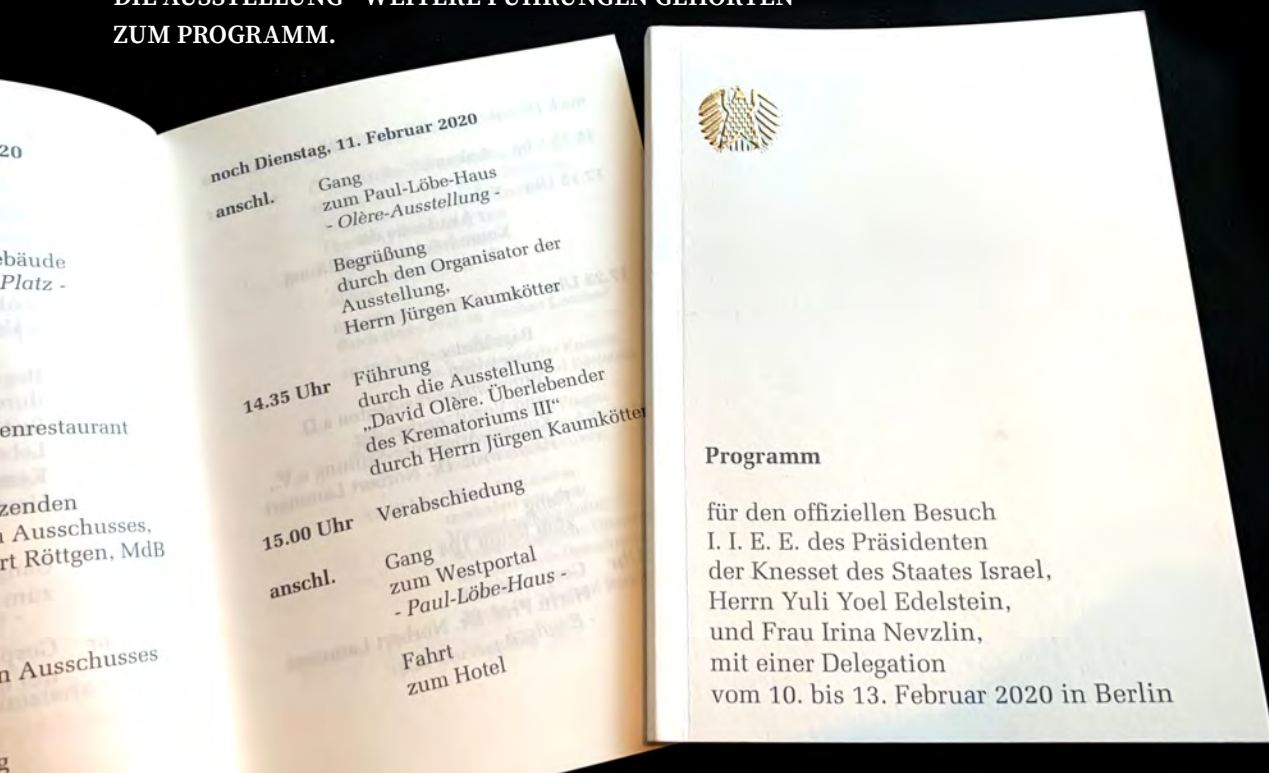 DIE AUSSTELLUNG - WEITERE FÜHRUNGEN GEHÖRTEN
ZUM PROGRAMM.
20
ebäude
Platz -
enrestaurant
zenden
Ausschusses,
rt Röttgen, MdB
n Ausschusses
g
noch Dienstag, 11. Februar 2020
anschl. Gang
zum Paul-Löbe-Haus
- Olère-Ausstellung -
Begrüßung
durch den Organisator der
Ausstellung,
Herrn Jürgen Kaumkötter
14.35 Uhr Führung
durch die Ausstellung
„David Olère. Überlebender
des Krematoriums III“
durch Herrn Jürgen Kaumkötter
15.00 Uhr Verabschiedung
anschl. Gang
zum Westportal
- Paul-Löbe-Haus -
Fahrt
zum Hotel
Programm
für den offiziellen Besuch
I. I. E. E. des Präsidenten
der Knesset des Staates Israel,
Herrn Yuli Yoel Edelstein,
und Frau Irina Nevzlin,
mit einer Delegation
vom 10. bis 13. Februar 2020 in Berlin